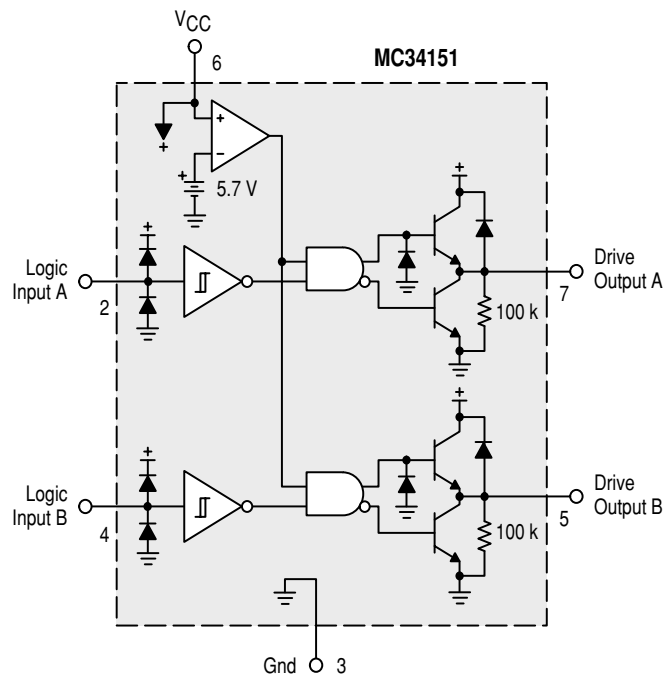 VCC
6
MC34151
+
+
−
+
5.7 V
+
+
Logic
Input A
2
Drive
Output A
7
100 k
+
+
Logic
Input B
4
Drive
Output B
5
100 k
Gnd 3